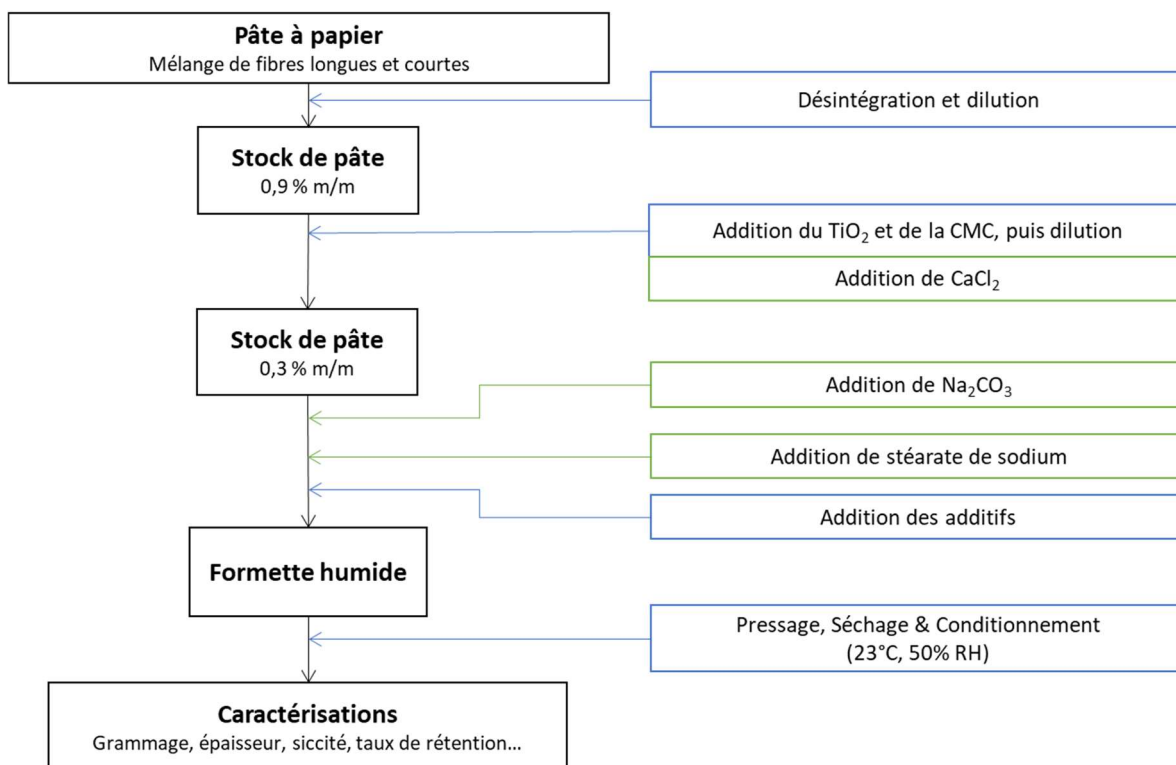 Pâte à papier
Mélange de fibres longues et courtes
Désintégration et dilution
Stock de pâte
0,9 % m/m
Addition du TiO₂ et de la CMC, puis dilution
Addition de CaCl₂
Stock de pâte
0,3 % m/m
Addition de Na₂CO₃
Addition de stéarate de sodium
Addition des additifs
Formette humide
Pressage, Séchage & Conditionnement
(23°C, 50% RH)
Caractérisations
Grammage, épaisseur, siccité, taux de rétention...